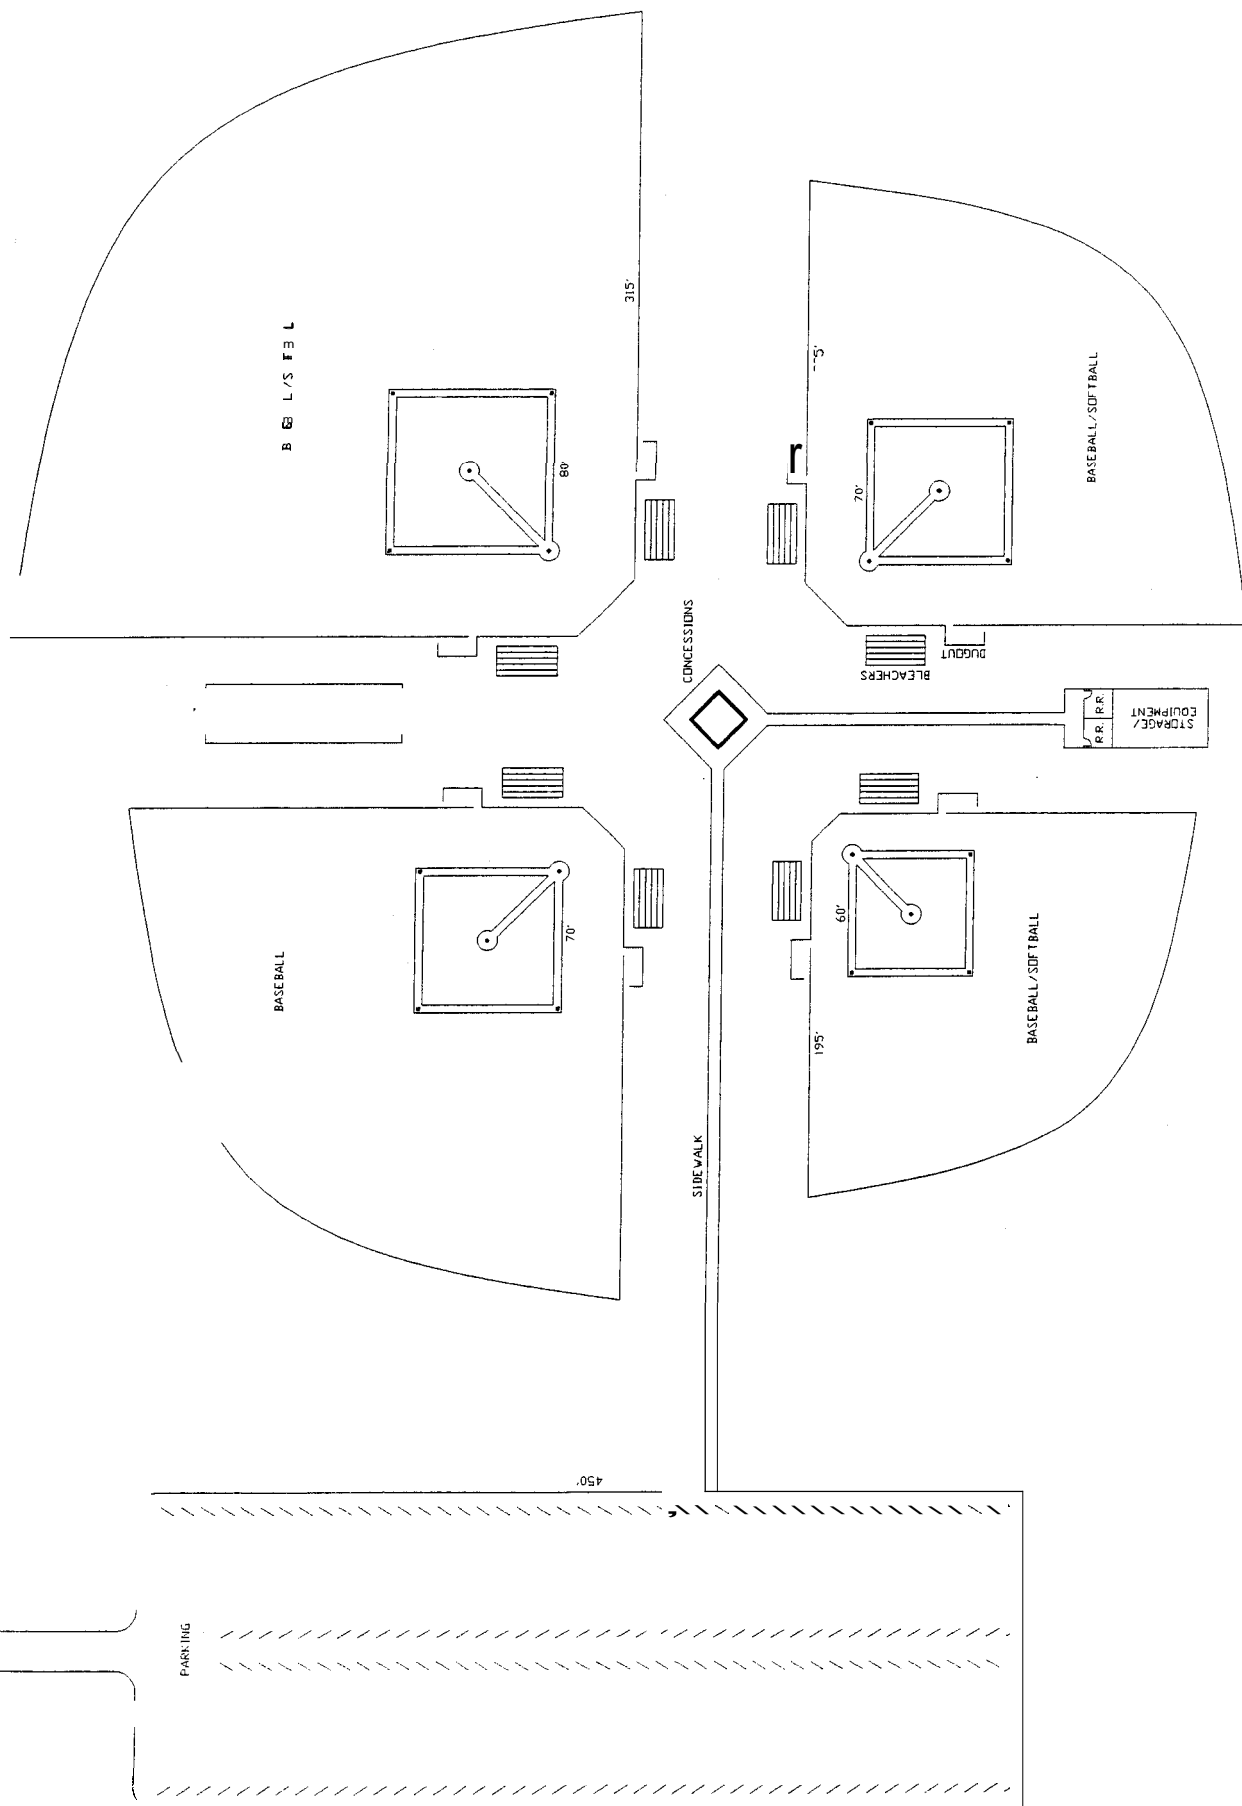 315'
80'
70'
BASEBALL/SOFTBALL
CONCESSIONS
BLEACHERS
DUGOUT
R.R.
R.R.
STORAGE/
EQUIPMENT
BASEBALL
70'
60'
195'
BASEBALL/SOFTBALL
SIDEWALK
450'
PARKING